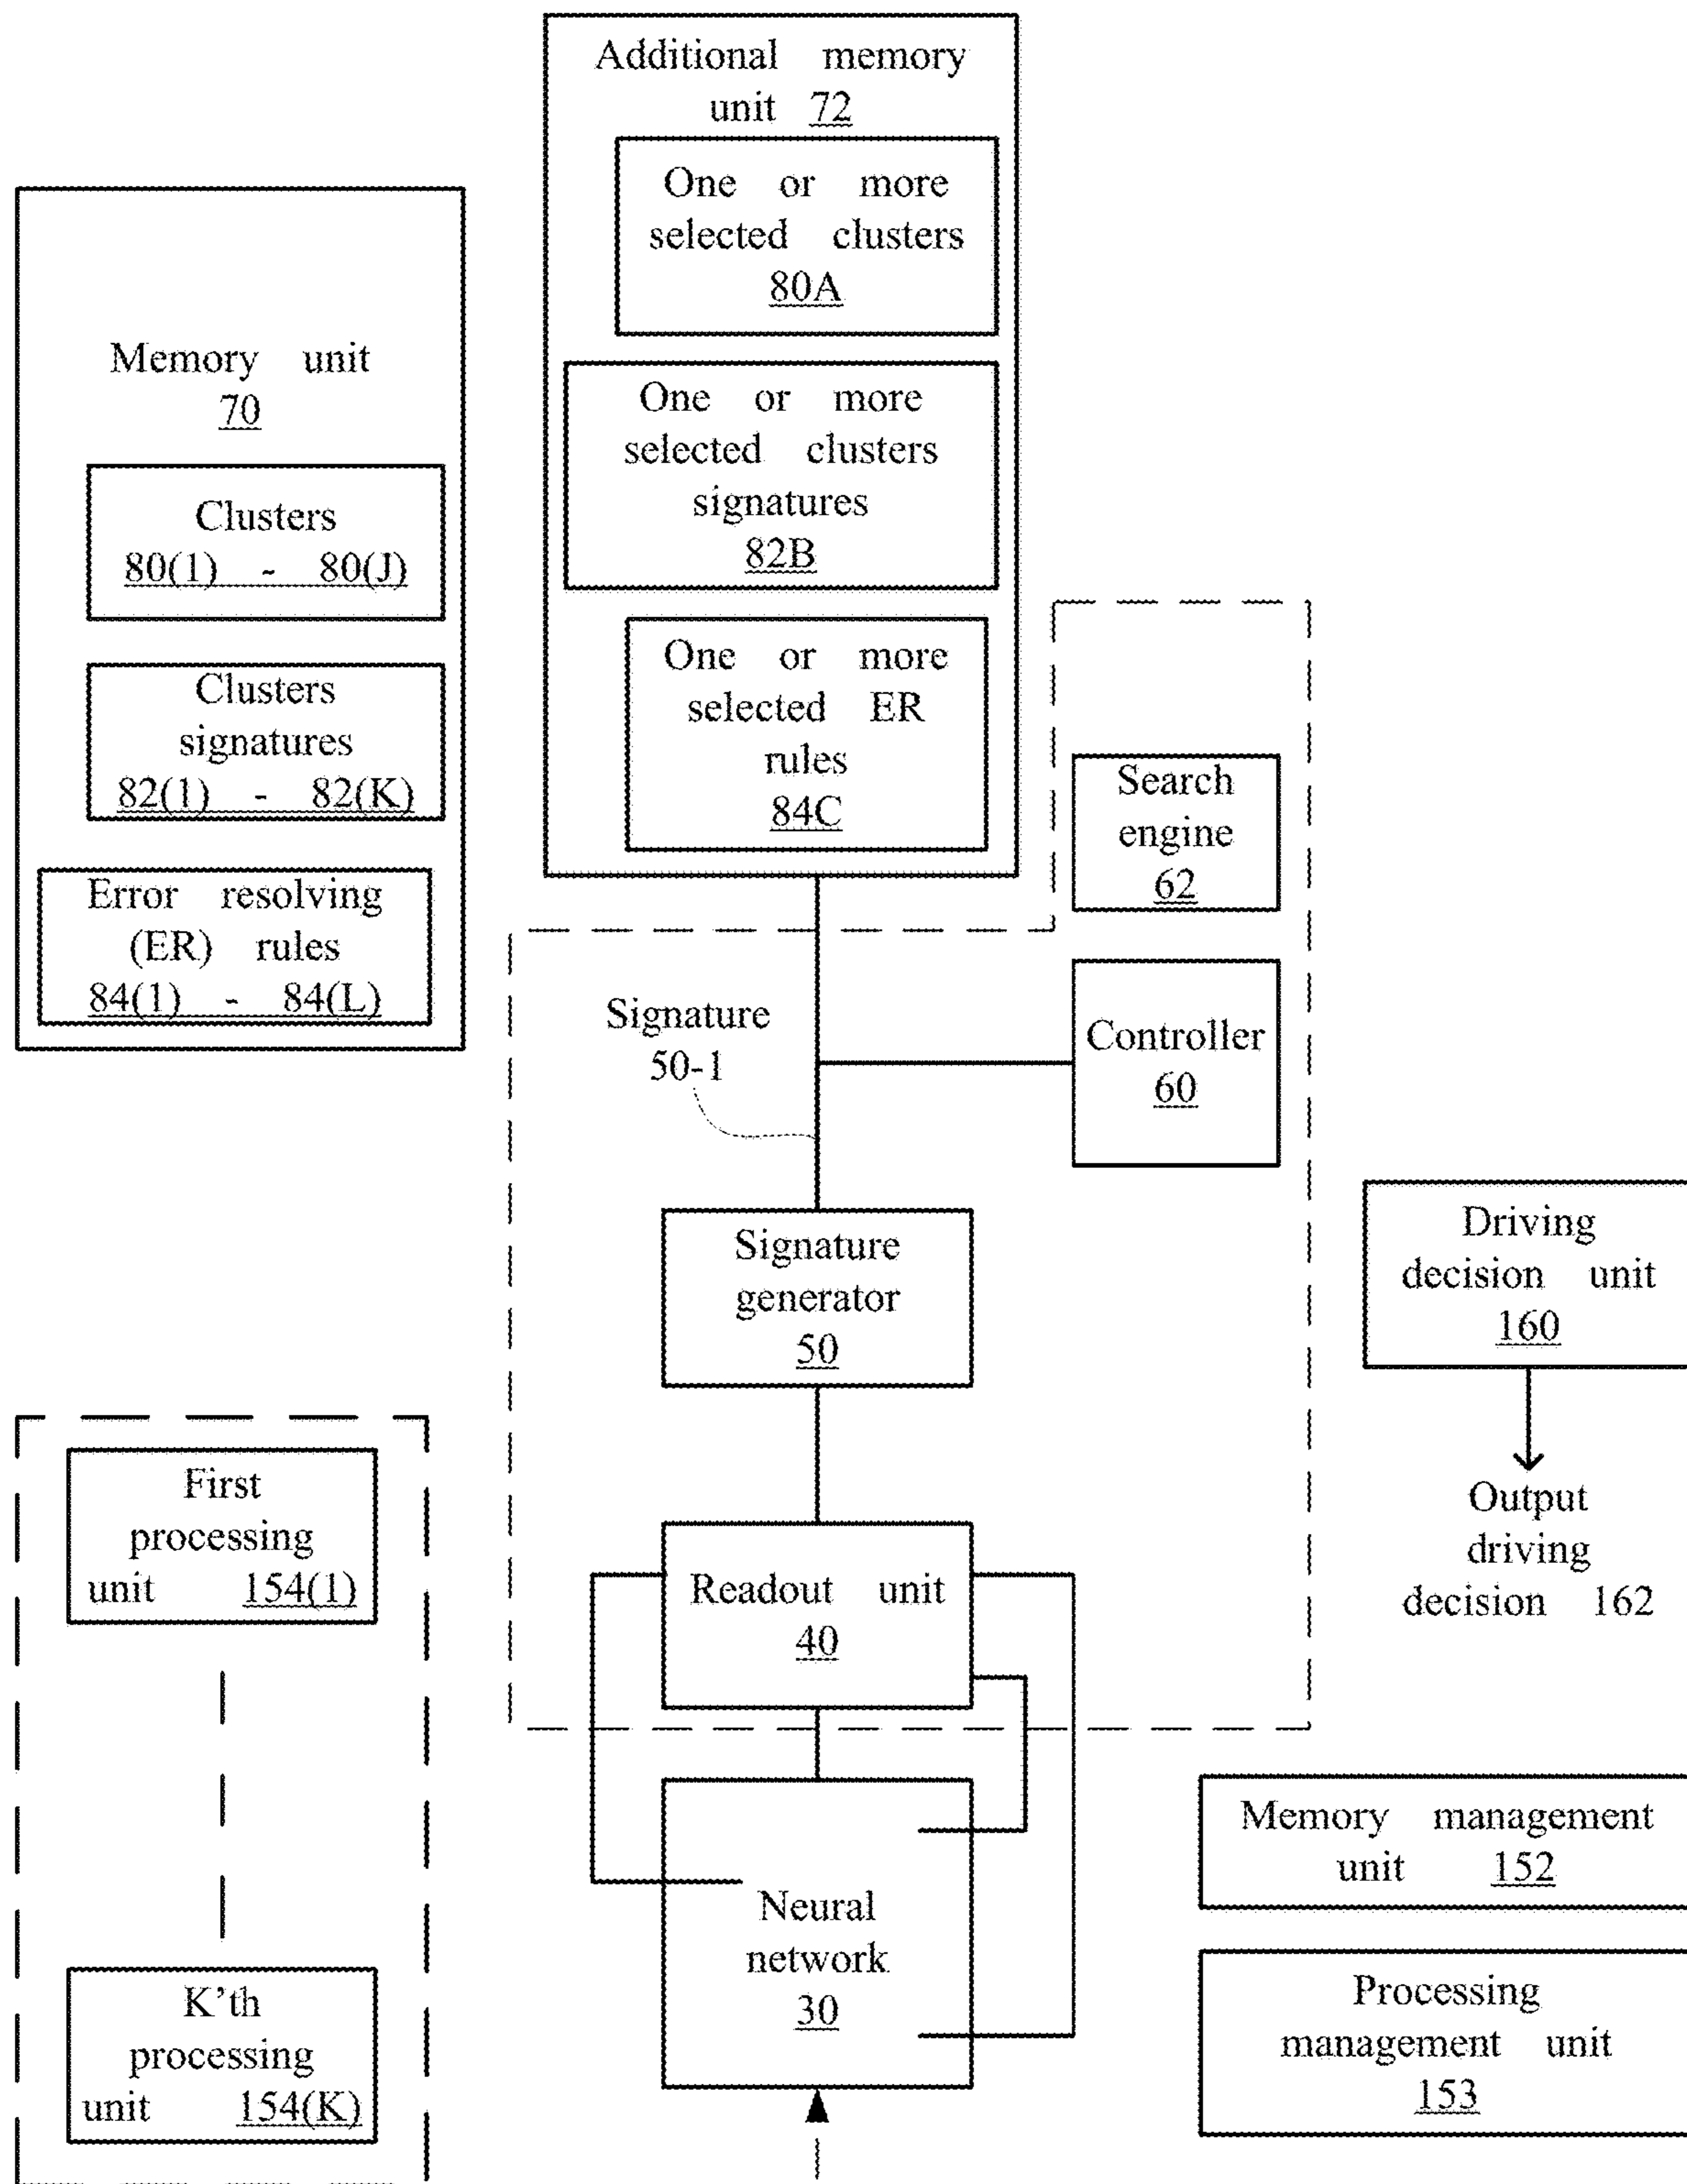 Additional memory
unit 72
One or more
selected clusters
80A
One or more
selected clusters
signatures
82B
One or more
selected ER
rules
84C
Memory unit
70
Clusters
80(1) - 80(J)
Clusters
signatures
82(1) - 82(K)
Error resolving
(ER) rules
84(1) - 84(L)
Search
engine
62
Controller
60
Signature
50-1
Signature
generator
50
Driving
decision unit
160
Output
driving
decision 162
First
processing
unit 154(1)
K'th
processing
unit 154(K)
Readout unit
40
Neural
network
30
Memory management
unit 152
Processing
management unit
153